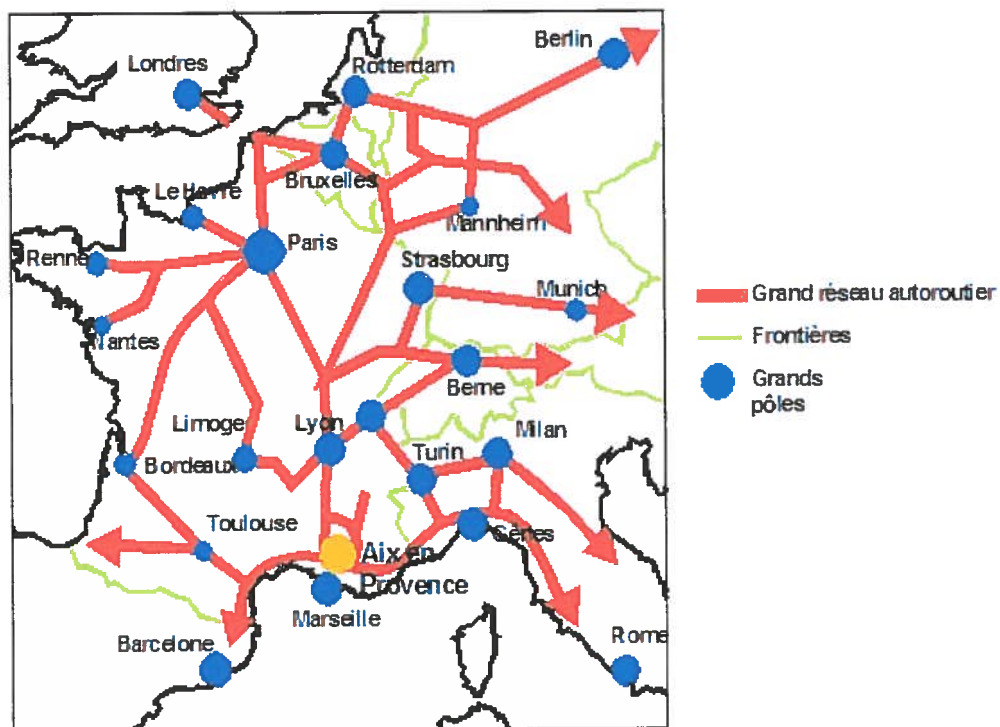 Londres
Berlin
Rotterdam
Bruxelles
Le Havre
Mannheim
Paris
Renne
Strasbourg
Munich
Nantes
Berne
Limoge
Lyon
Milan
Turin
Bordeaux
Toulouse
Gênes
Aix en
Provence
Marseille
Barcelone
Rome
Grand réseau autoroutier
Frontières
Grands
pôles